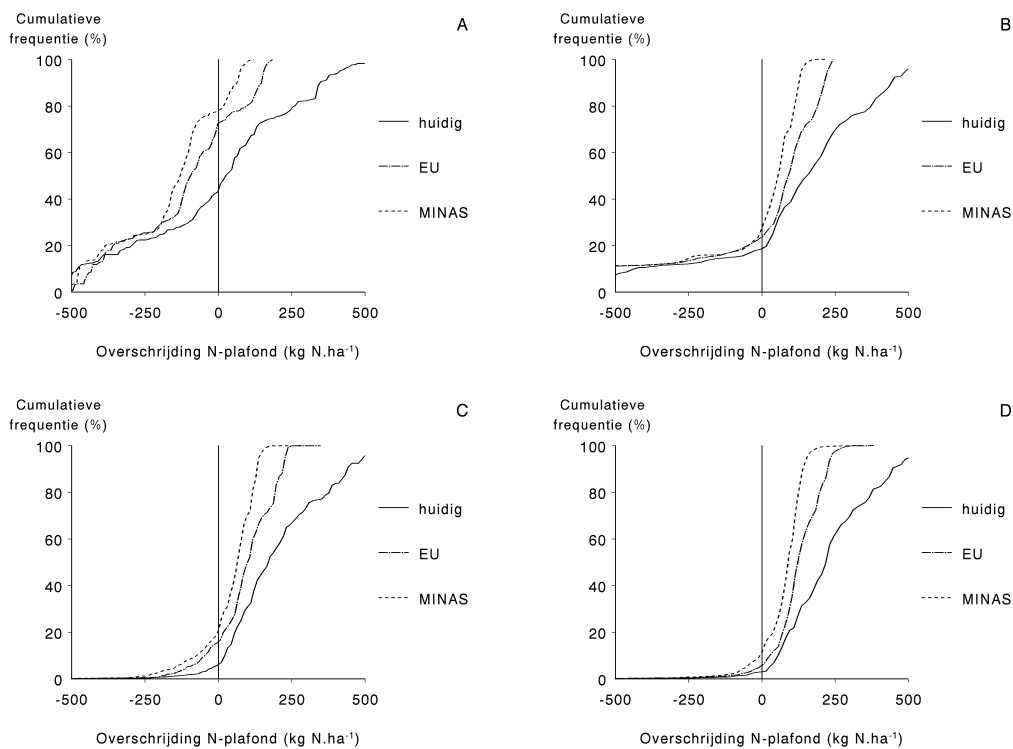 Cumulatieve
frequentie (%)
A
100
80
60
40
20
0
-500 -250 0 250 500
Overschrijding N-plafond (kg N.ha-1)
huidig
EU
MINAS
Cumulatieve
frequentie (%)
B
100
80
60
40
20
0
-500 -250 0 250 500
Overschrijding N-plafond (kg N.ha-1)
huidig
EU
MINAS
Cumulatieve
frequentie (%)
C
100
80
60
40
20
0
-500 -250 0 250 500
Overschrijding N-plafond (kg N.ha-1)
huidig
EU
MINAS
Cumulatieve
frequentie (%)
D
100
80
60
40
20
0
-500 -250 0 250 500
Overschrijding N-plafond (kg N.ha-1)
huidig
EU
MINAS